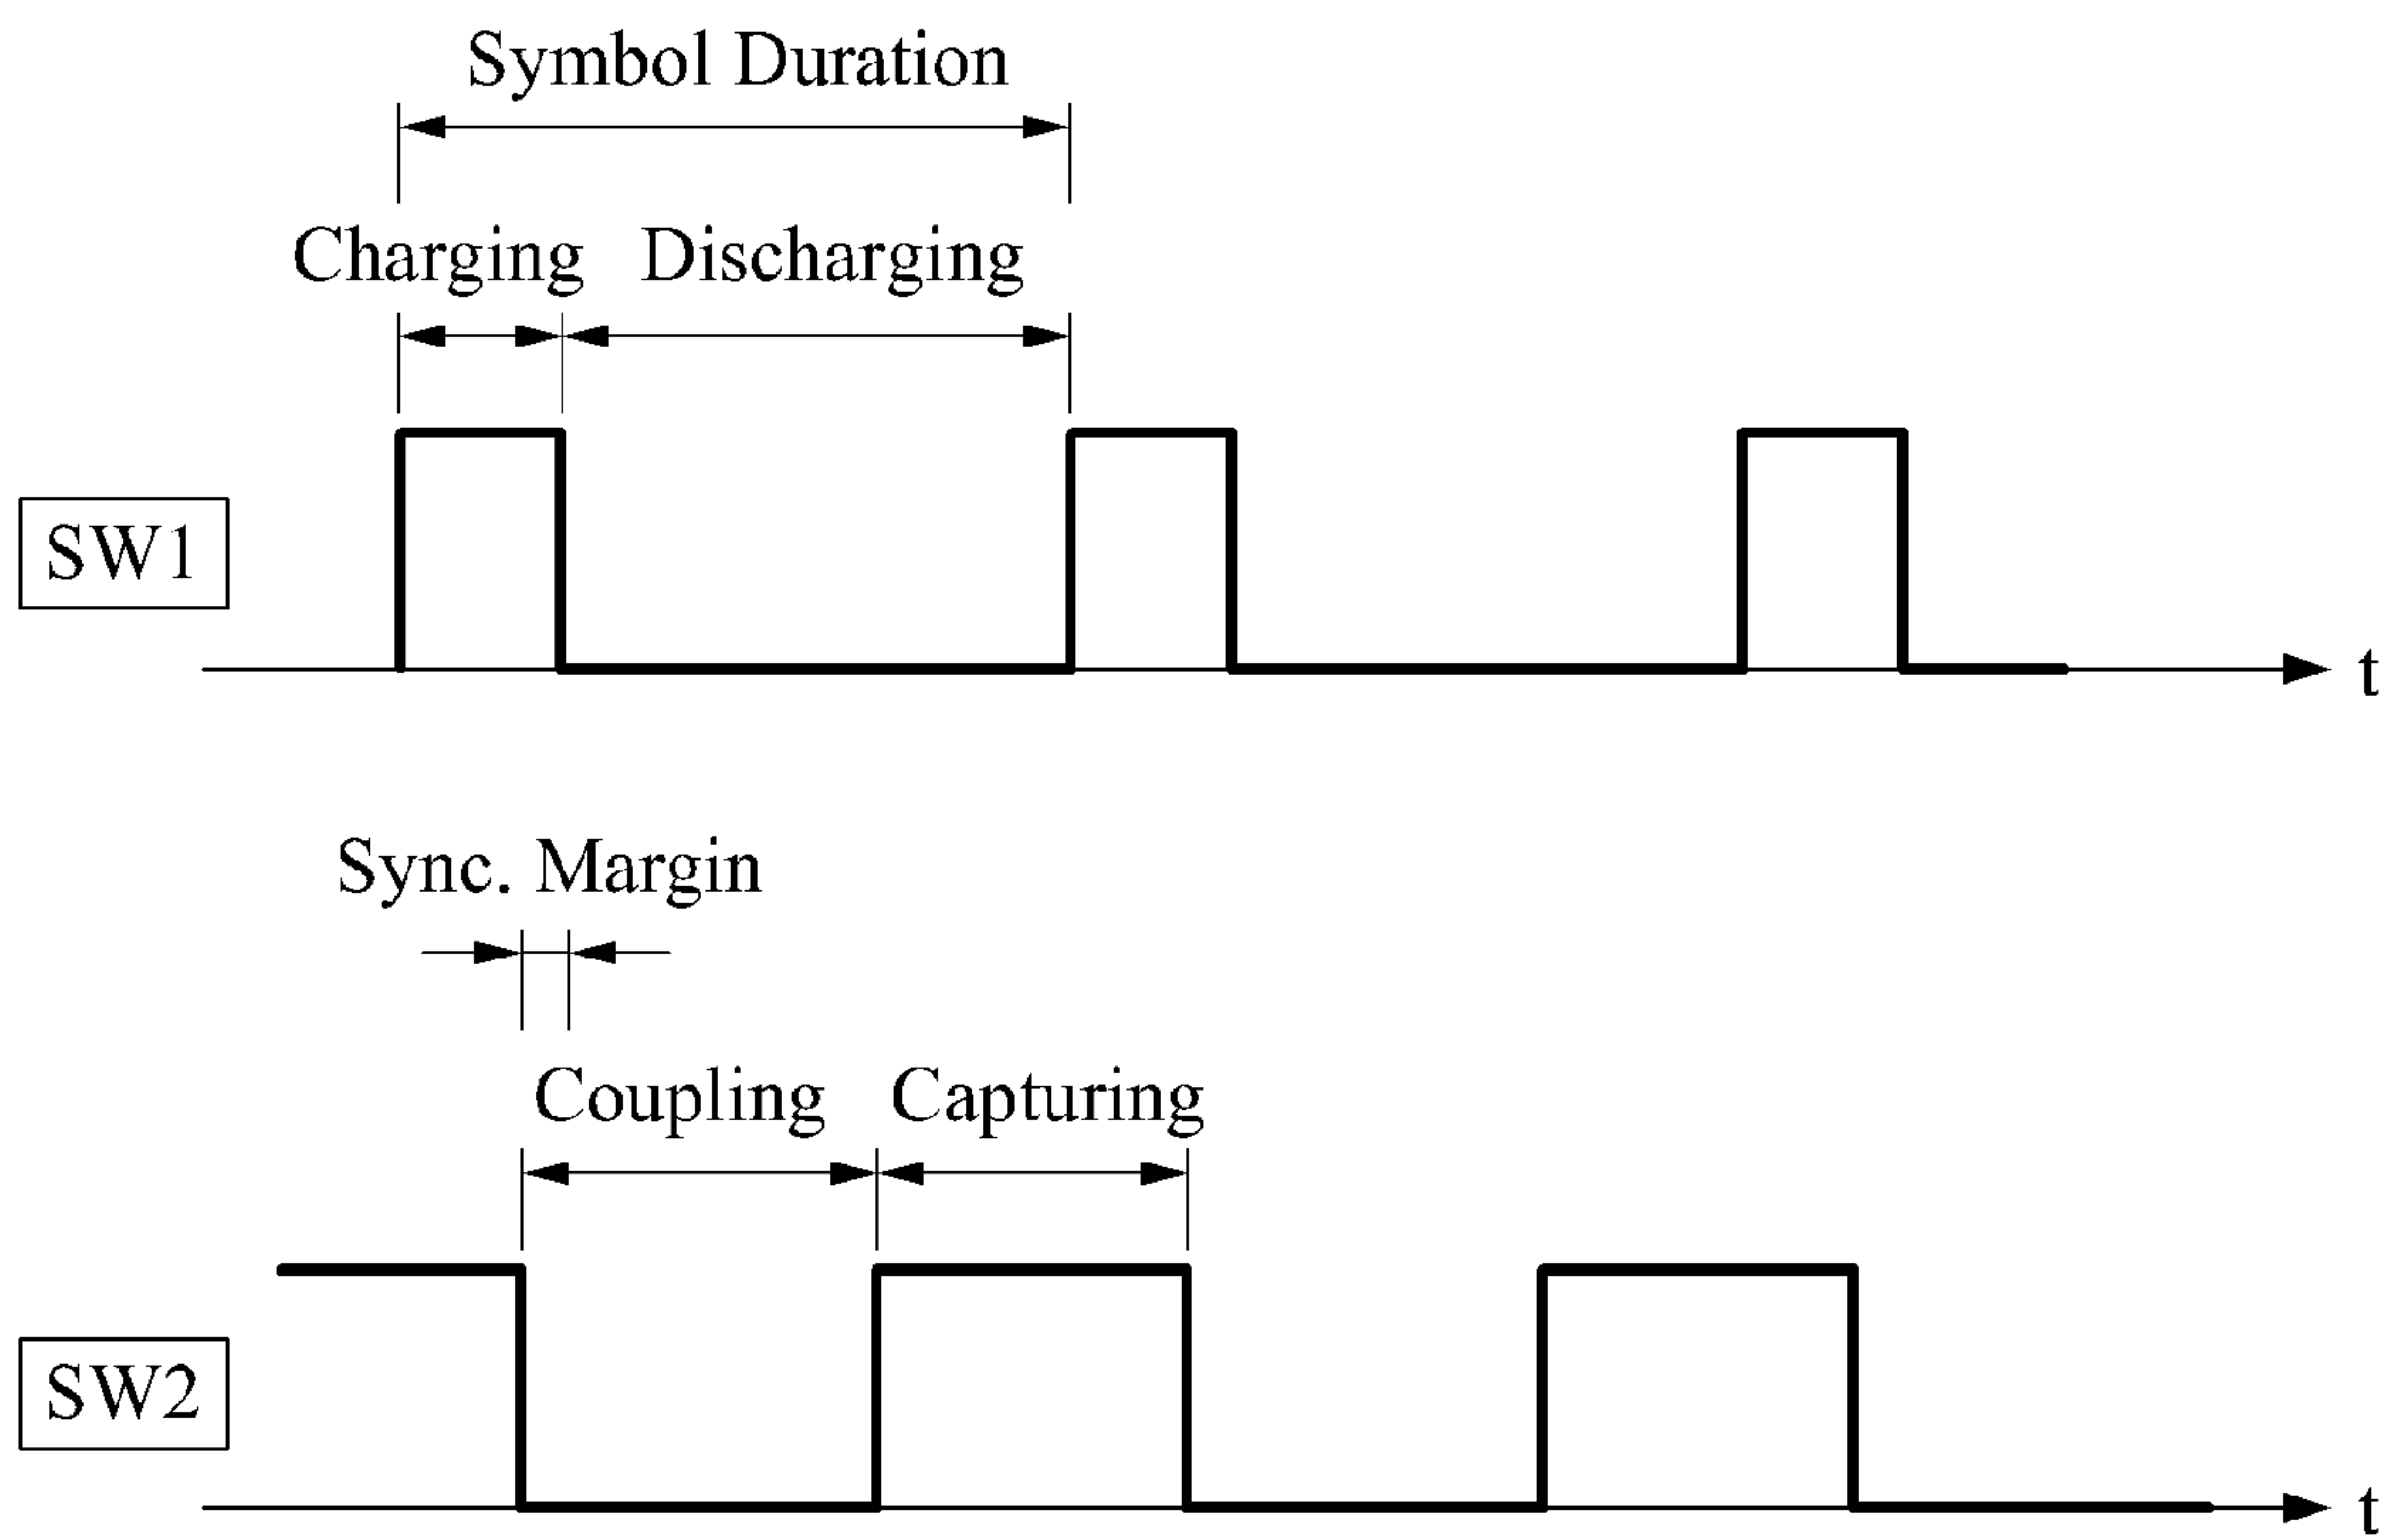 Symbol Duration
Charging Discharging
SW1
t
Sync. Margin
Coupling Capturing
SW2
t